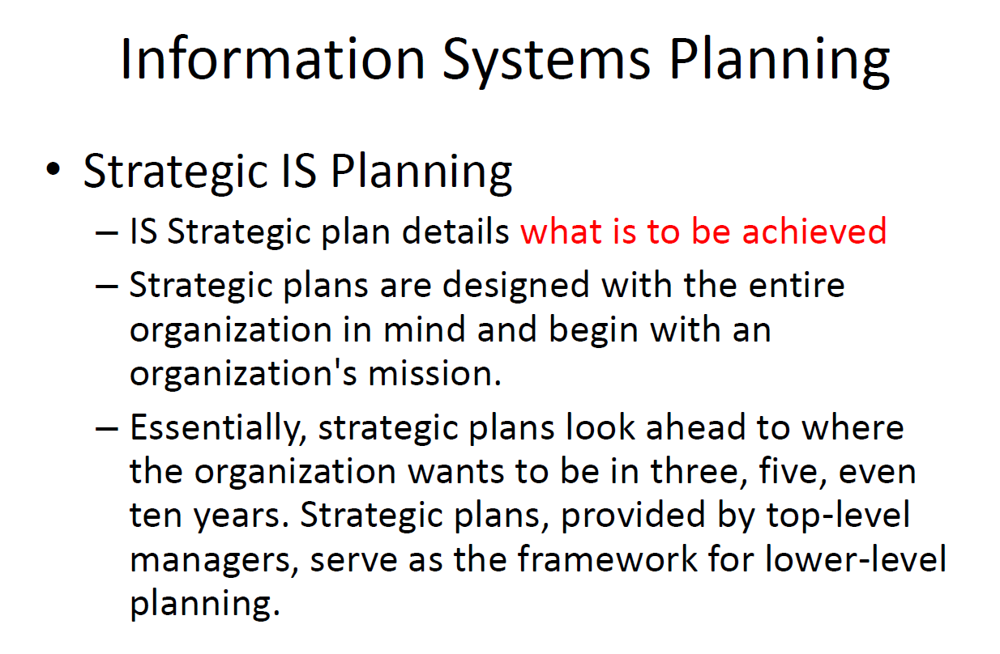 Information Systems Planning
• Strategic IS Planning
– IS Strategic plan details what is to be achieved
– Strategic plans are designed with the entire
organization in mind and begin with an
organization's mission.
– Essentially, strategic plans look ahead to where
the organization wants to be in three, five, even
ten years. Strategic plans, provided by top-level
managers, serve as the framework for lower-level
planning.